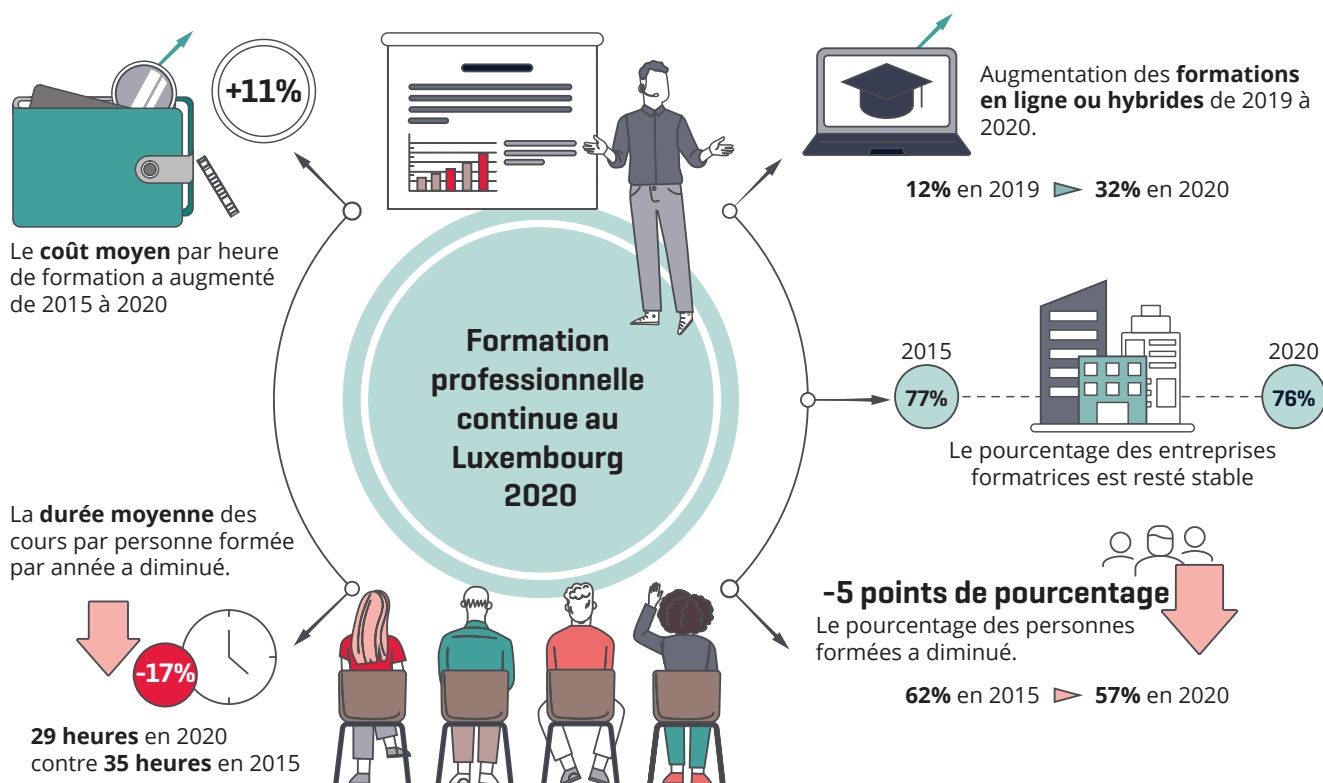 +11%
Le coût moyen par heure
de formation a augmenté
de 2015 à 2020
Augmentation des formations
en ligne ou hybrides de 2019 à
2020.
12% en 2019 32% en 2020
Formation
professionnelle
continue au
Luxembourg
2020
2015
77%
2020
76%
Le pourcentage des entreprises
formatrices est resté stable
La durée moyenne des
cours par personne formée
par année a diminué.
-17%
29 heures en 2020
contre 35 heures en 2015
-5 points de pourcentage
Le pourcentage des personnes
formées a diminué.
62% en 2015 57% en 2020